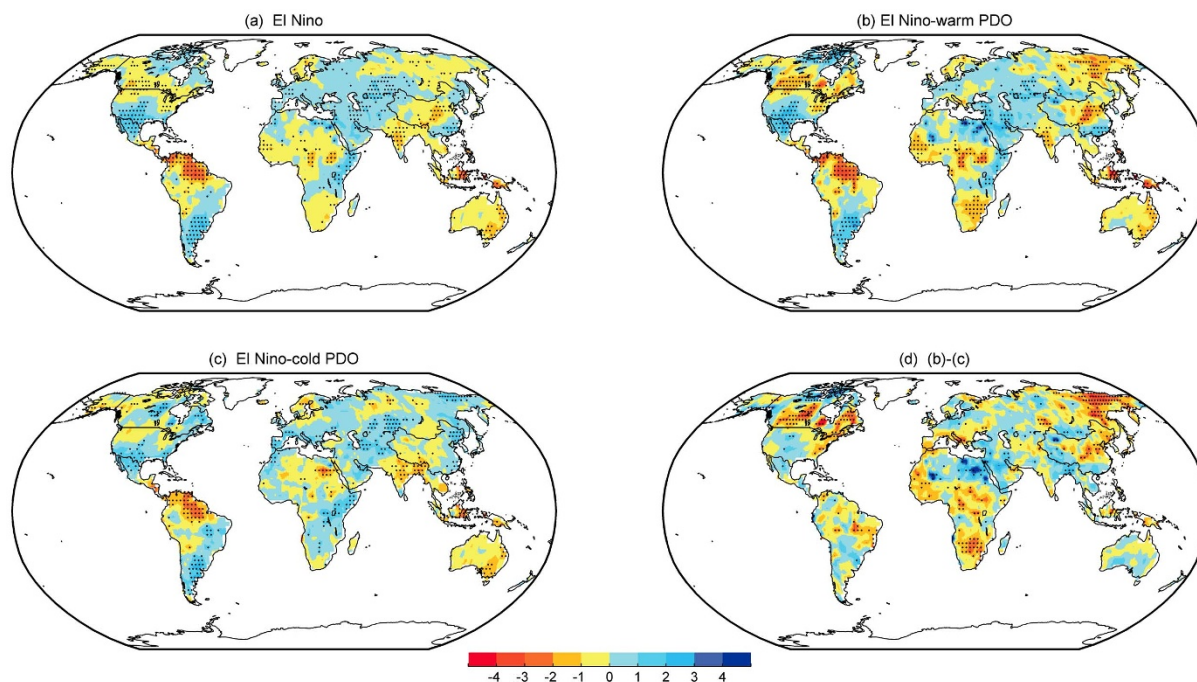 (a) El Nino
(b) El Nino-warm PDO
(c) El Nino-cold PDO
(d) (b)-(c)
-4 -3 -2 -1 0 1 2 3 4